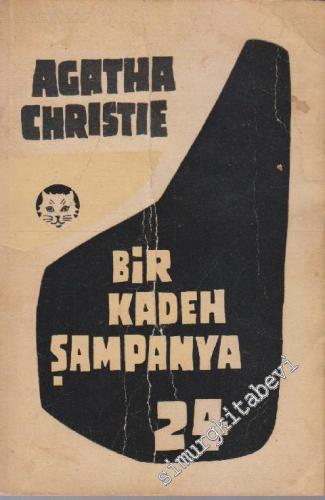 AGATHA
CHRISTIE
BİR
KADEH
ŞAMPANYA
24
simurgkitabevi